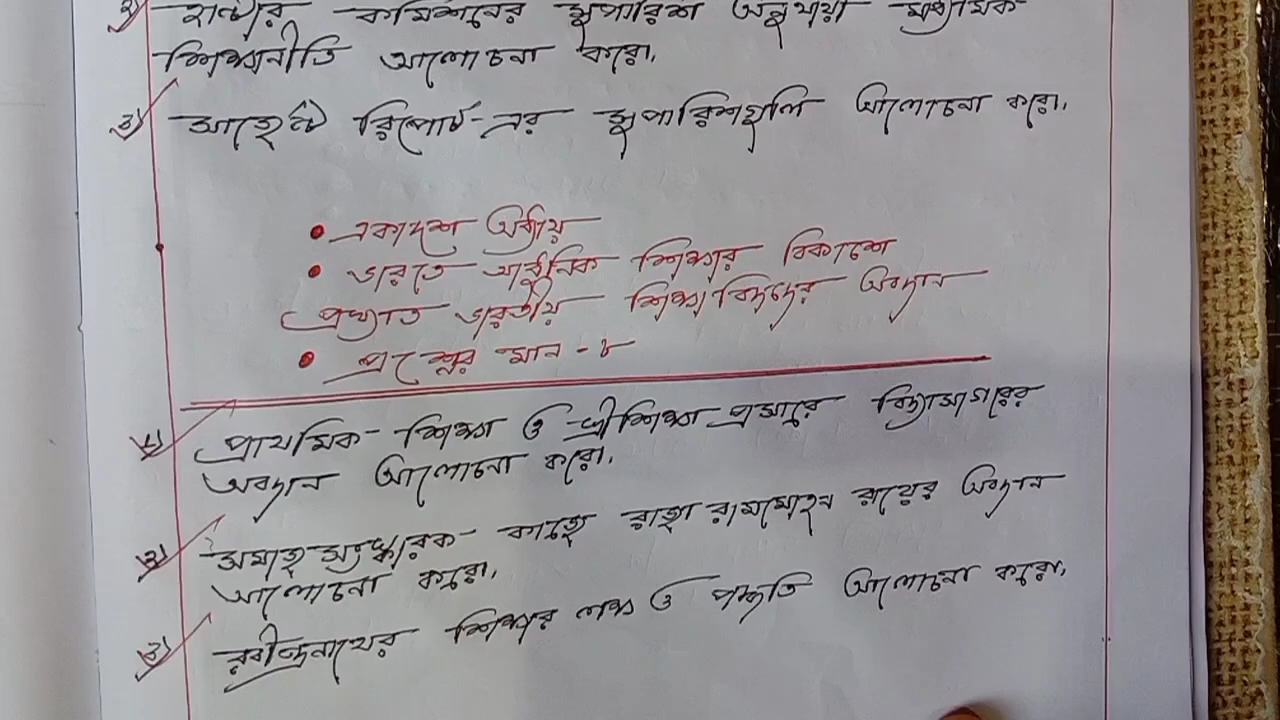 ২) হান্টার কমিশনের সুপারিশ অনুযায়ী মাধ্যমিক
শিক্ষানীতি আলোচনা করো।
৩) সার্জেন্ট রিপোর্ট-এর সুপারিশগুলি আলোচনা করো।
• একাদশ অধ্যায়
• ভারতে আধুনিক শিক্ষার বিকাশে
প্রখ্যাত ভারতীয় শিক্ষাবিদদের অবদান
• প্রশ্নের মান - ৮
১) প্রাথমিক শিক্ষা ও স্ত্রীশিক্ষা প্রসারে বিদ্যাসাগরের
অবদান আলোচনা করো।
২) সমাজ সংস্কারক কাজে রাজা রামমোহন রায়ের অবদান
আলোচনা করো।
৩) রবীন্দ্রনাথের শিক্ষার লক্ষ্য ও পদ্ধতি আলোচনা করো।